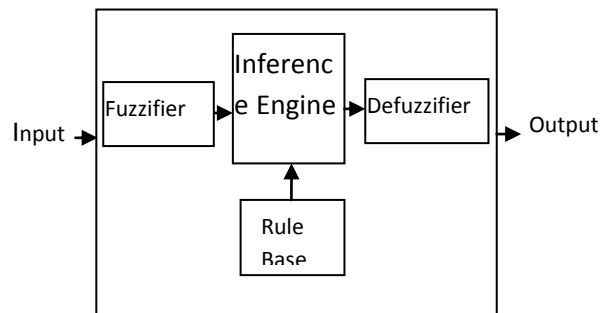 Input
Fuzzifier
Inferenc
e Engine
Defuzzifier
Output
Rule
Base